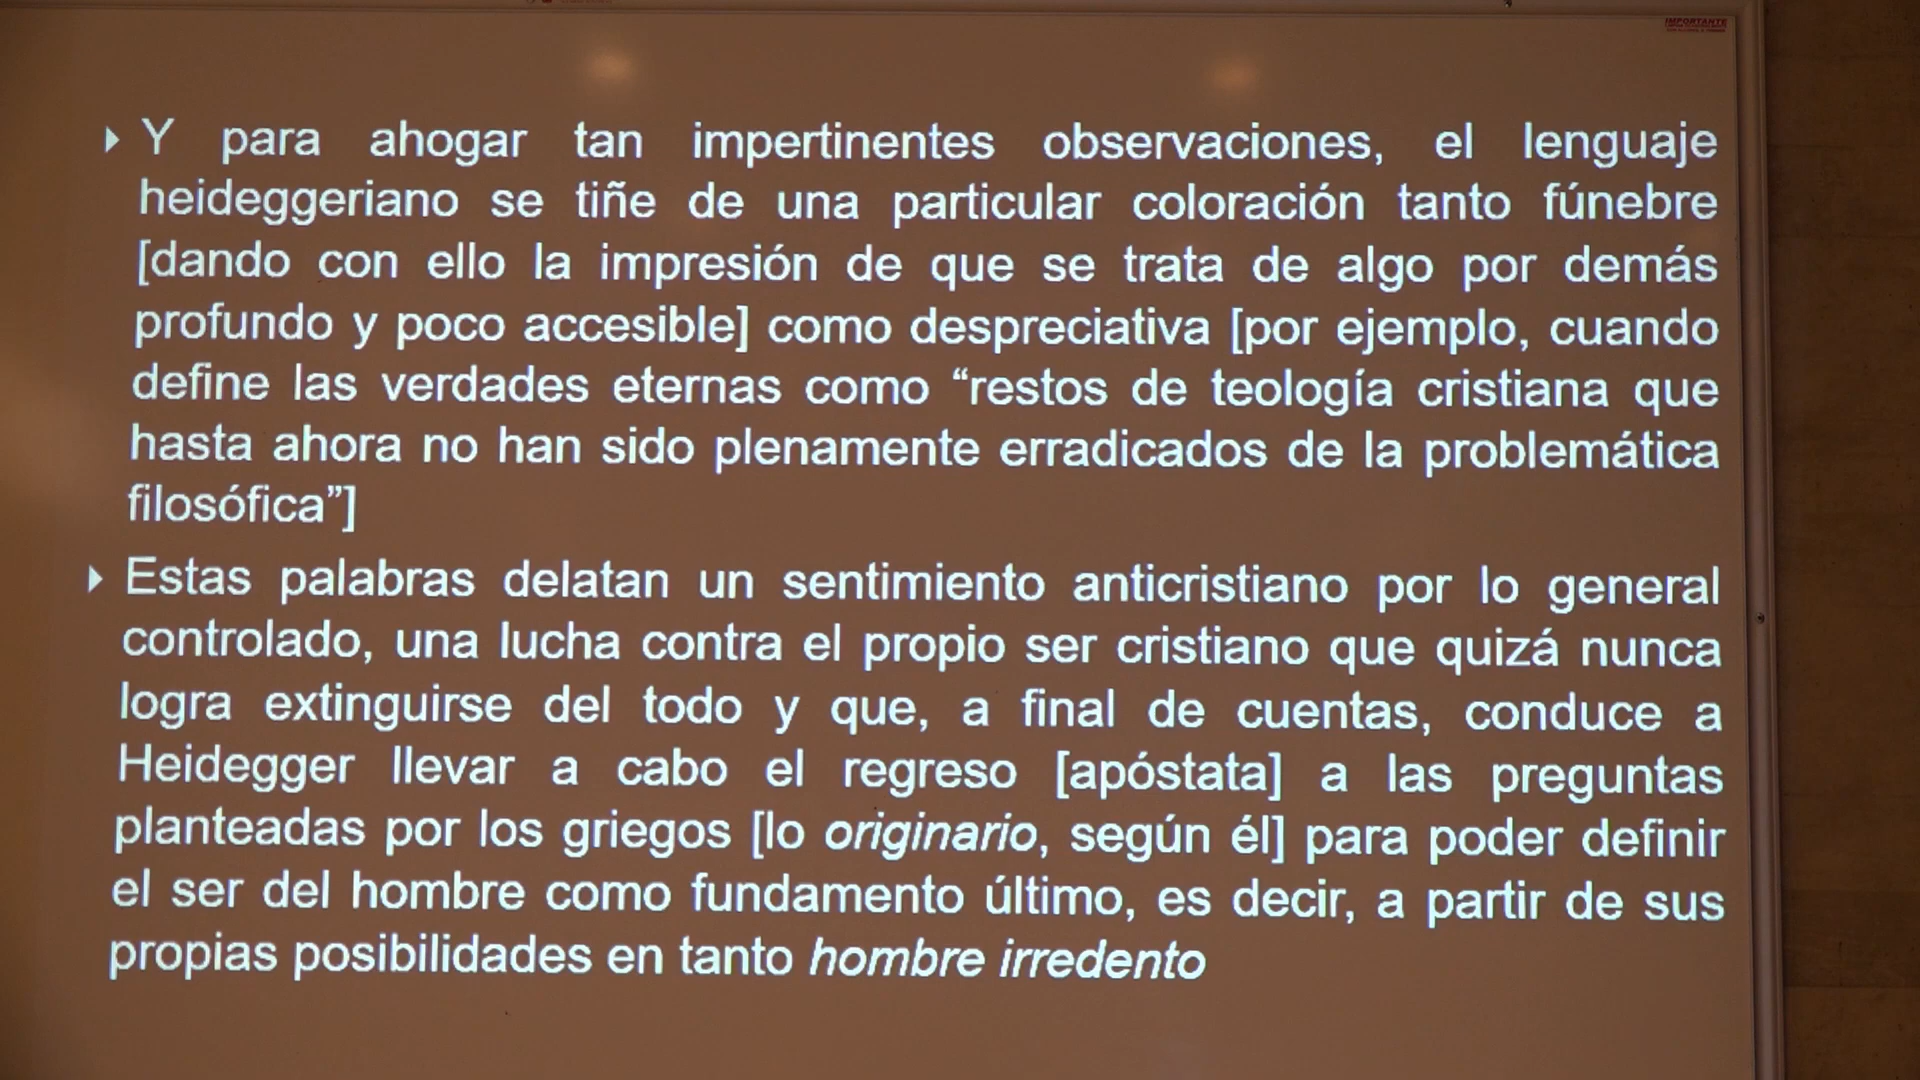 IMPORTANTE
Y para ahogar tan impertinentes observaciones, el lenguaje
heideggeriano se tiñe de una particular coloración tanto fúnebre
[dando con ello la impresión de que se trata de algo por demás
profundo y poco accesible] como despreciativa [por ejemplo, cuando
define las verdades eternas como “restos de teología cristiana que
hasta ahora no han sido plenamente erradicados de la problemática
filosófica”]
Estas palabras delatan un sentimiento anticristiano por lo general
controlado, una lucha contra el propio ser cristiano que quizá nunca
logra extinguirse del todo y que, a final de cuentas, conduce a
Heidegger llevar a cabo el regreso [apóstata] a las preguntas
planteadas por los griegos [lo originario, según él] para poder definir
el ser del hombre como fundamento último, es decir, a partir de sus
propias posibilidades en tanto hombre irredento